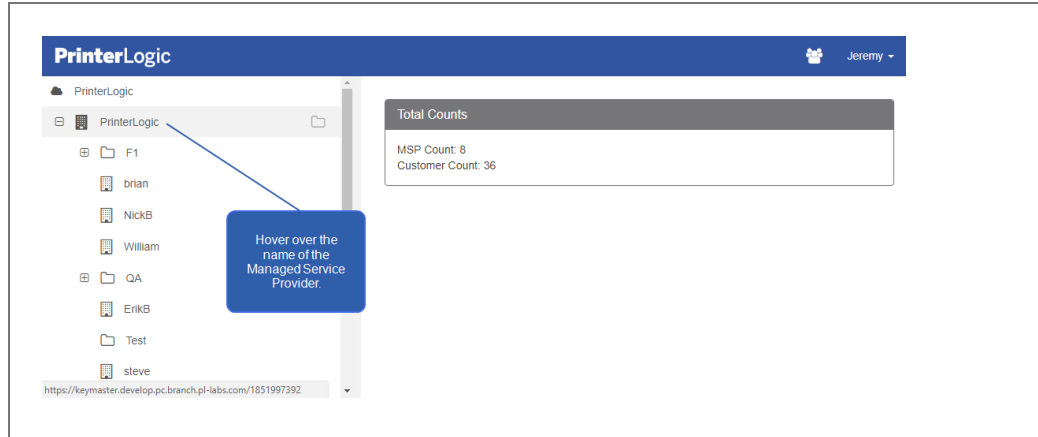 PrinterLogic
Jeremy
PrinterLogic
PrinterLogic
F1
brian
NickB
William
QA
ErikB
Test
steve
https://keymaster.develop.pc.branch.pl-labs.com/1851997392
Hover over the
name of the
Managed Service
Provider.
Total Counts
MSP Count: 8
Customer Count: 36